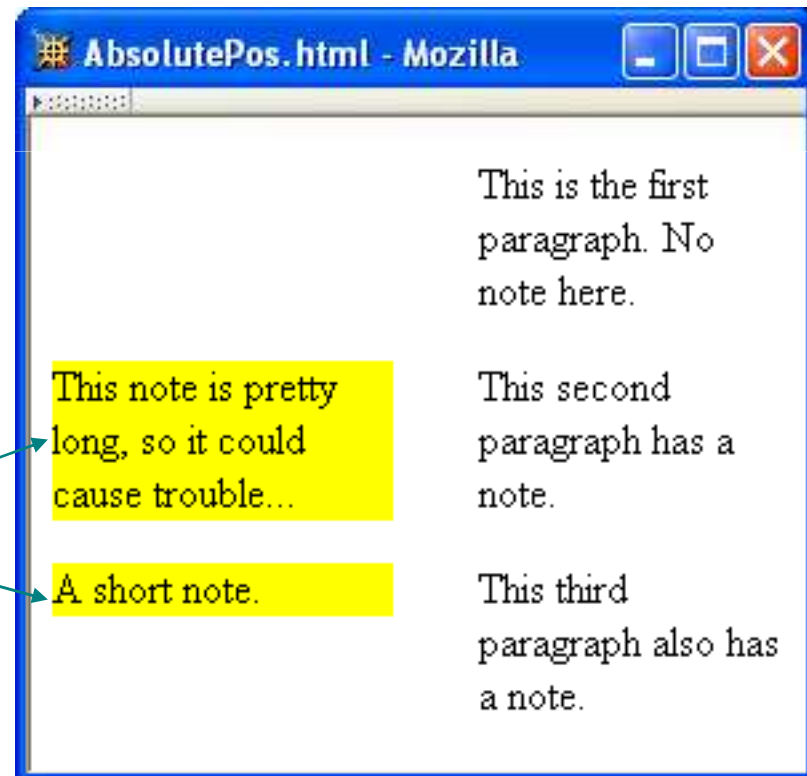 AbsolutePos.html - Mozilla
This is the first
paragraph. No
note here.
This note is pretty
long, so it could
cause trouble...
This second
paragraph has a
note.
A short note.
This third
paragraph also has
a note.